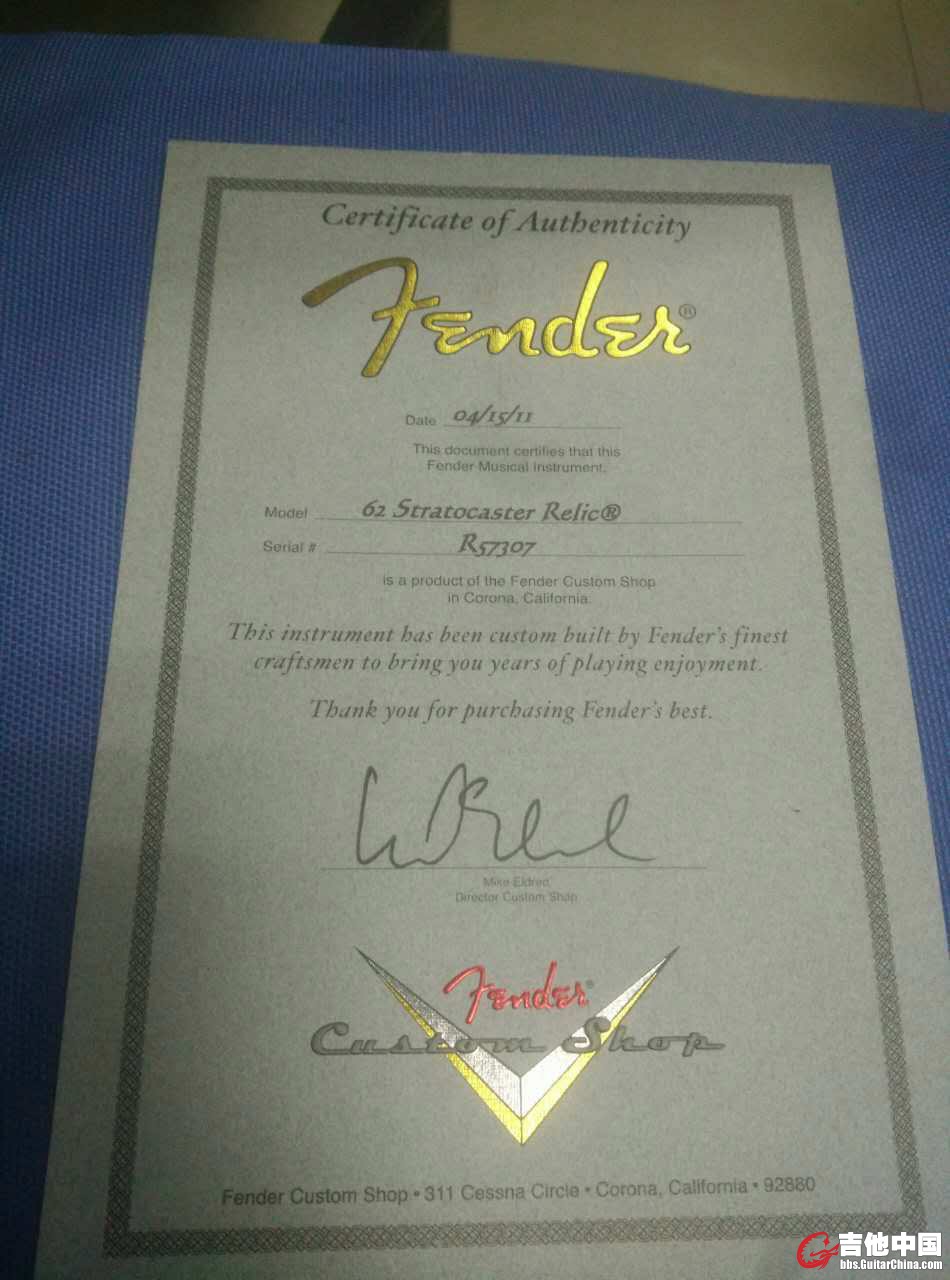 Certificate of Authenticity
Fender®
Date 04/15/11
This document certifies that this
Fender Musical Instrument.
Model 62 Stratocaster Relic®
Serial # R57307
is a product of the Fender Custom Shop
in Corona, California.
This instrument has been custom built by Fender's finest
craftsmen to bring you years of playing enjoyment.
Thank you for purchasing Fender's best.
Mike Eldred
Director Custom Shop
Fender®
Custom Shop
Fender Custom Shop • 311 Cessna Circle • Corona, California • 92880
吉他中国
bbs.GuitarChina.com